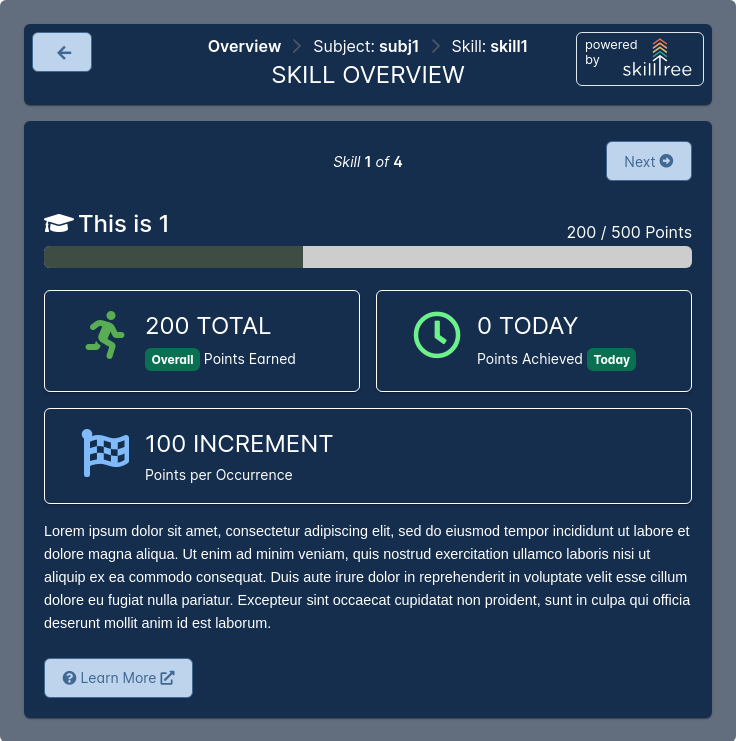 Overview > Subject: subj1 > Skill: skill1
SKILL OVERVIEW
powered
by
skilltree
Skill 1 of 4
Next
This is 1
200 / 500 Points
200 TOTAL
Overall Points Earned
0 TODAY
Points Achieved Today
100 INCREMENT
Points per Occurrence
Lorem ipsum dolor sit amet, consectetur adipiscing elit, sed do eiusmod tempor incididunt ut labore et
dolore magna aliqua. Ut enim ad minim veniam, quis nostrud exercitation ullamco laboris nisi ut
aliquip ex ea commodo consequat. Duis aute irure dolor in reprehenderit in voluptate velit esse cillum
dolore eu fugiat nulla pariatur. Excepteur sint occaecat cupidatat non proident, sunt in culpa qui officia
deserunt mollit anim id est laborum.
Learn More